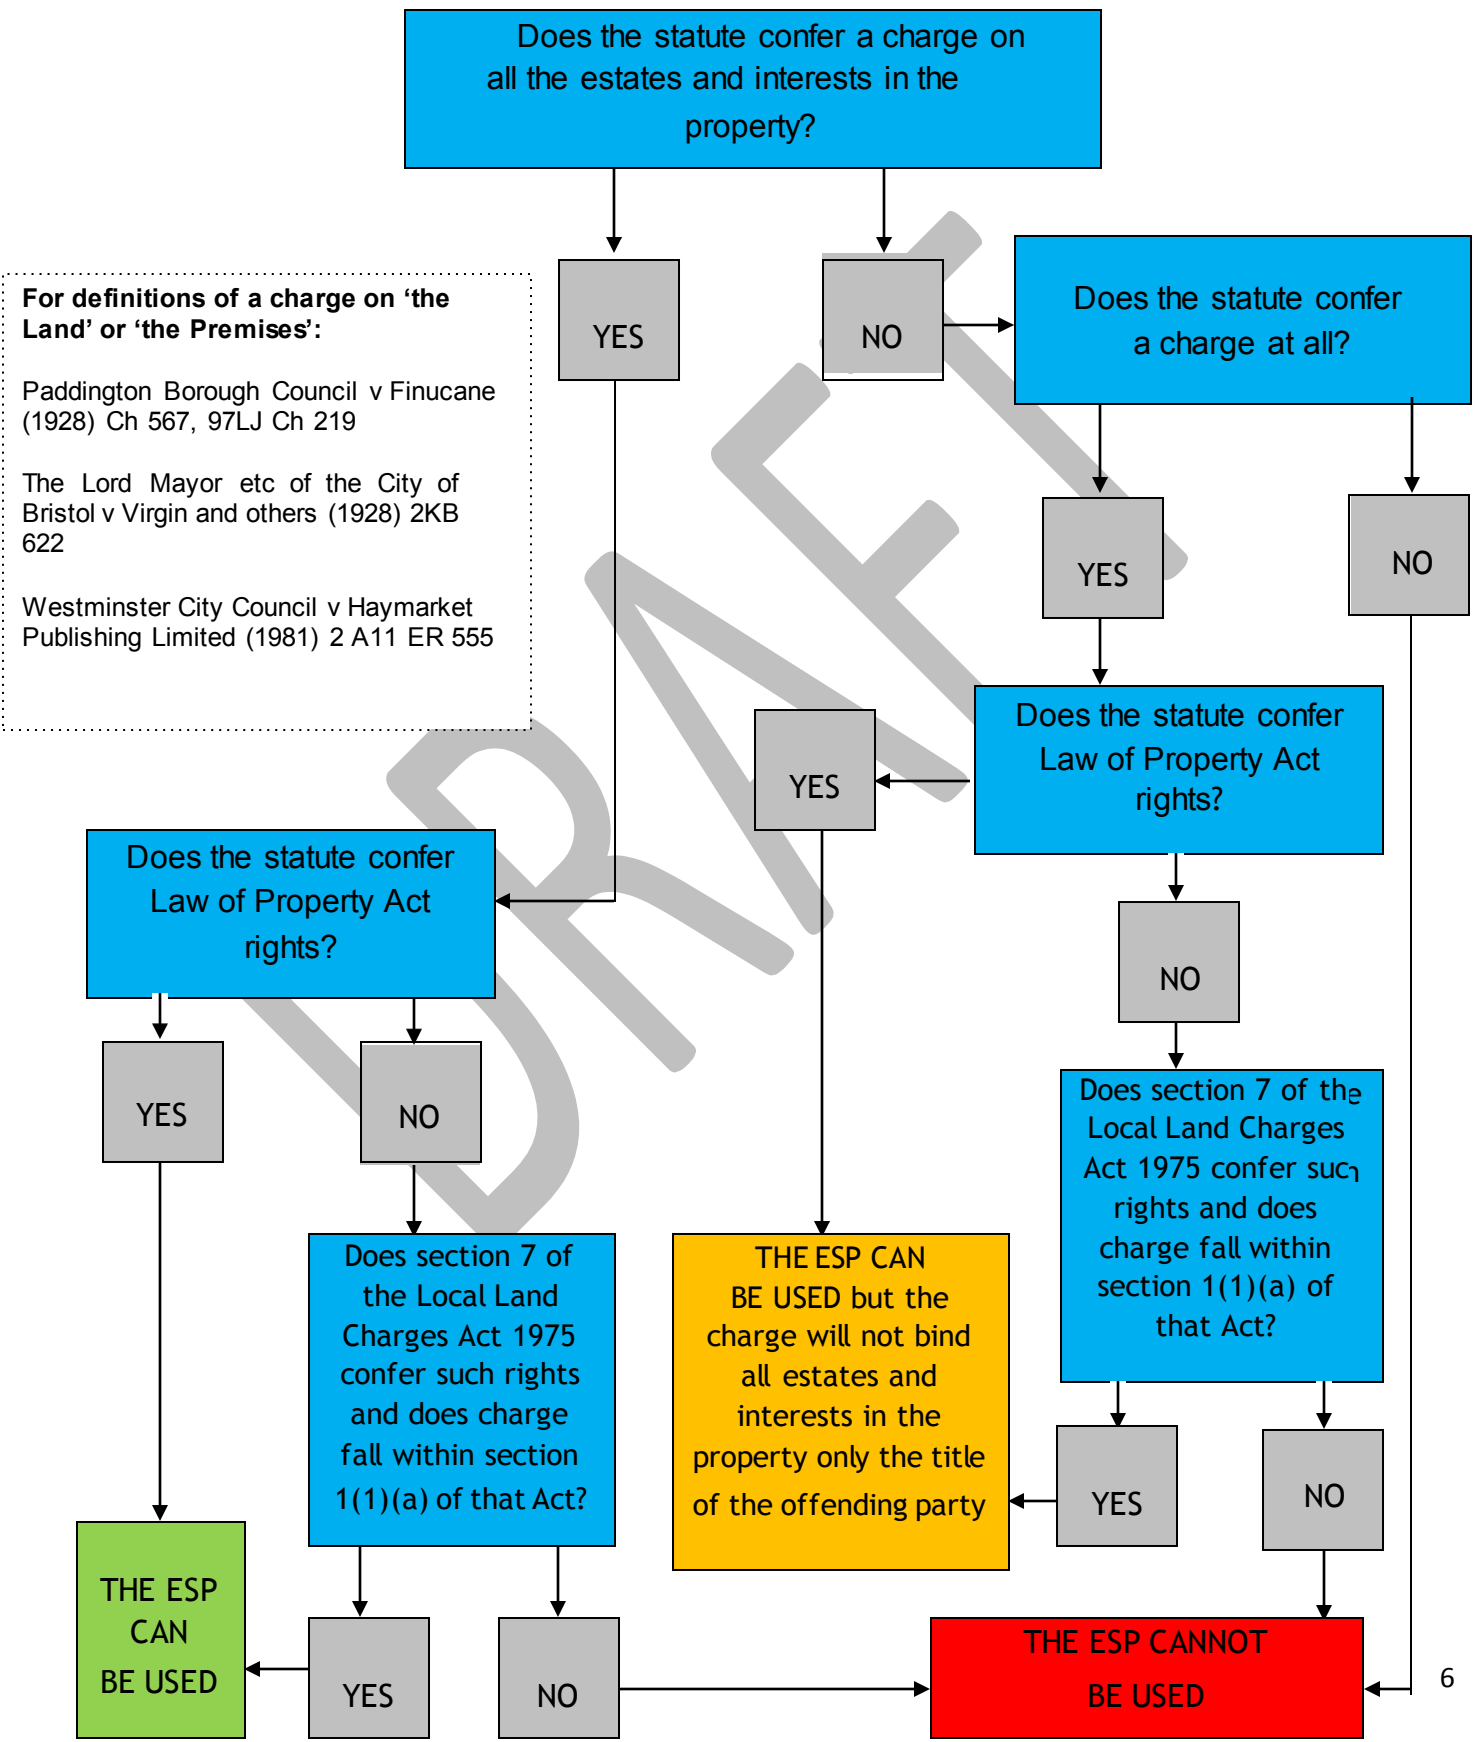 Does the statute confer a charge on
all the estates and interests in the
property?
YES
NO
Does the statute confer
a charge at all?
For definitions of a charge on ‘the
Land’ or ‘the Premises’:
Paddington Borough Council v Finucane
(1928) Ch 567, 97LJ Ch 219
The Lord Mayor etc of the City of
Bristol v Virgin and others (1928) 2KB
622
Westminster City Council v Haymarket
Publishing Limited (1981) 2 A11 ER 555
YES
NO
Does the statute confer
Law of Property Act
rights?
YES
Does the statute confer
Law of Property Act
rights?
NO
YES
NO
Does section 7 of the
Local Land Charges
Act 1975 confer such
rights and does
charge fall within
section 1(1)(a) of
that Act?
Does section 7 of
the Local Land
Charges Act 1975
confer such rights
and does charge
fall within section
1(1)(a) of that Act?
THE ESP CAN
BE USED but the
charge will not bind
all estates and
interests in the
property only the title
of the offending party
YES
NO
THE ESP
CAN
BE USED
YES
NO
THE ESP CANNOT
BE USED
6
DRAFT